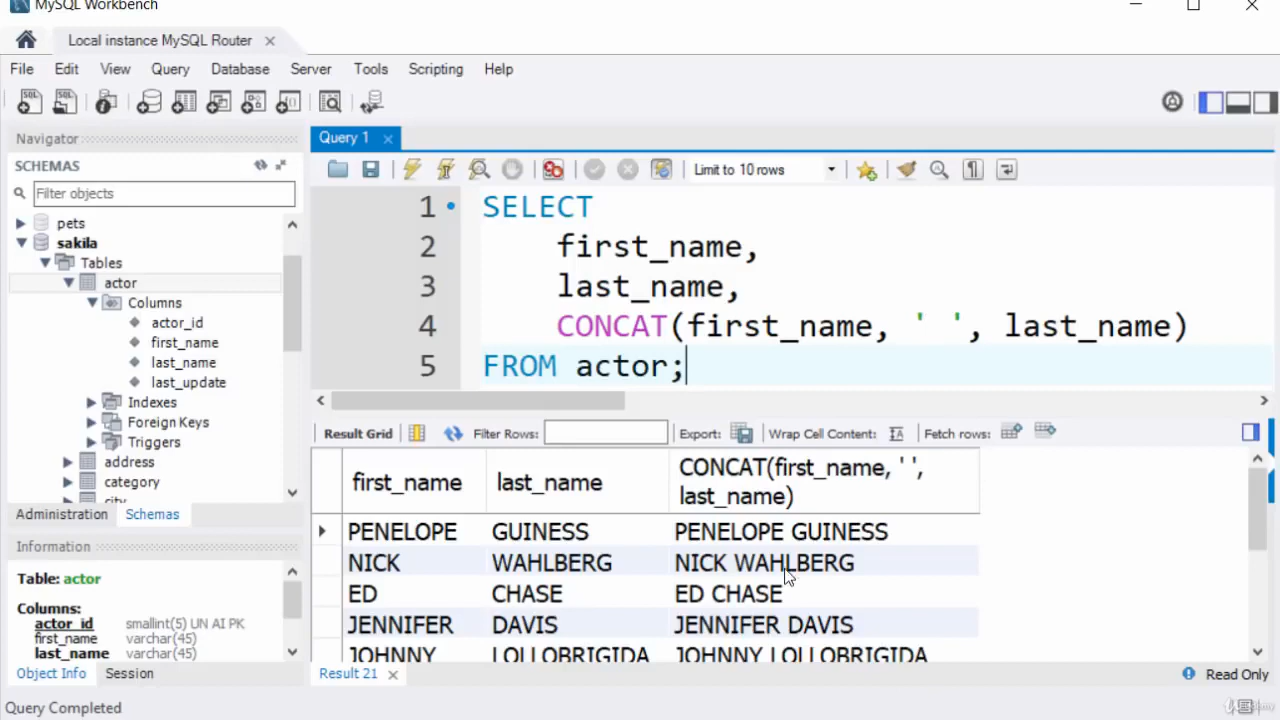 MySQL Workbench
Local instance MySQL Router
File Edit View Query Database Server Tools Scripting Help
Navigator
SCHEMAS
Filter objects
pets
sakila
Tables
actor
Columns
actor_id
first_name
last_name
last_update
Indexes
Foreign Keys
Triggers
address
category
city
Administration Schemas
Information
Table: actor
Columns:
actor_id smallint(5) UN AI PK
first_name varchar(45)
last_name varchar(45)
Object Info Session
Query Completed
Query 1
Limit to 10 rows
1 SELECT
2 first_name,
3 last_name,
4 CONCAT(first_name, ' ', last_name)
5 FROM actor;
Result Grid Filter Rows: Export: Wrap Cell Content: Fetch rows:
first_name last_name CONCAT(first_name, ' ',
last_name)
PENELOPE GUINESS PENELOPE GUINESS
NICK WAHLBERG NICK WAHLBERG
ED CHASE ED CHASE
JENNIFER DAVIS JENNIFER DAVIS
JOHNNY LOLLOBRIGIDA JOHNNY LOLLOBRIGIDA
Result 21 Read Only